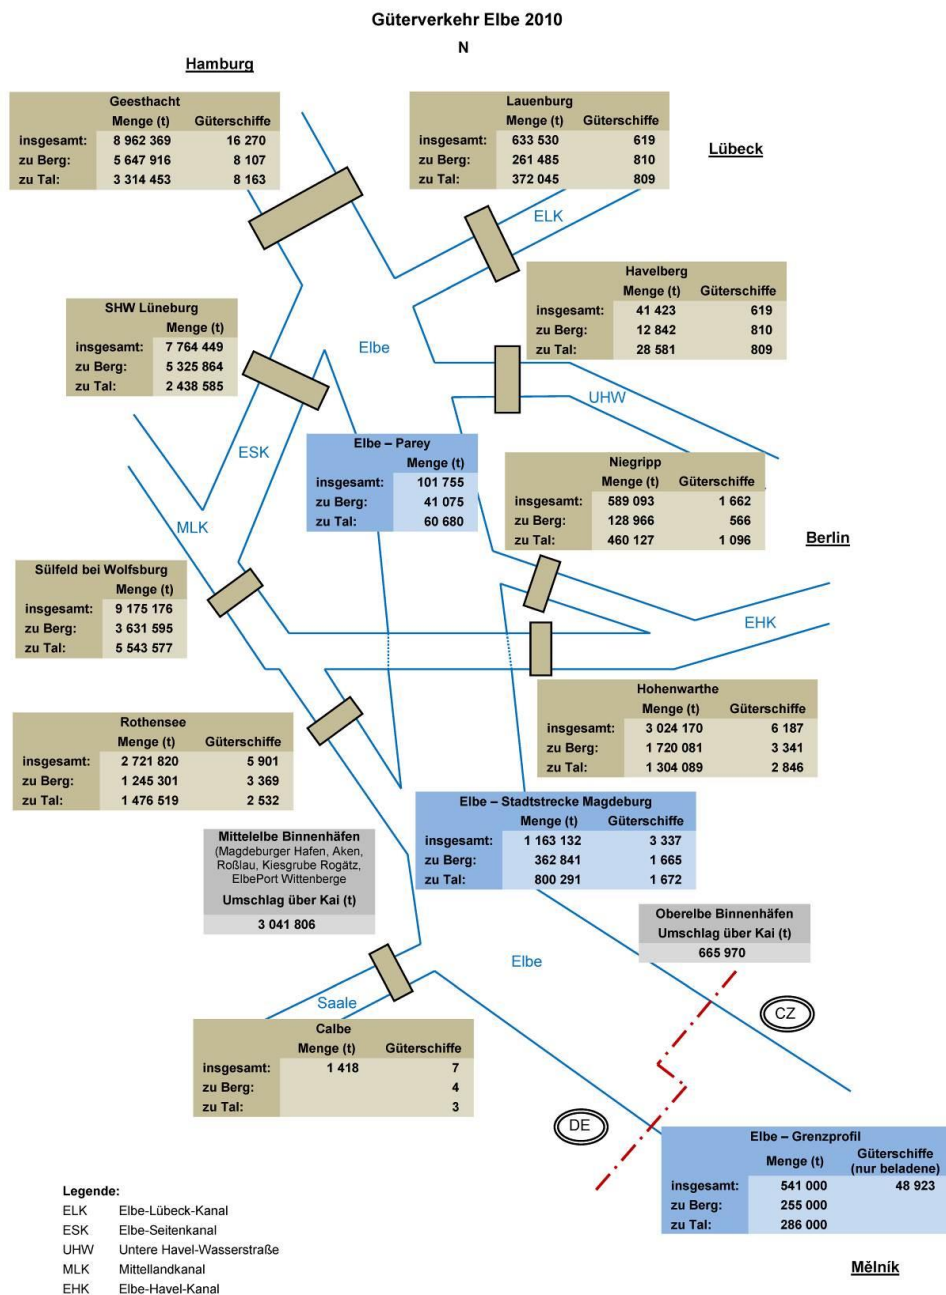 Güterverkehr Elbe 2010
N
Hamburg
Geesthacht
Menge (t) Güterschiffe
insgesamt: 8 962 369 16 270
zu Berg: 5 647 916 8 107
zu Tal: 3 314 453 8 163
Lauenburg
Menge (t) Güterschiffe
insgesamt: 633 530 619
zu Berg: 261 485 810
zu Tal: 372 045 809
Lübeck
ELK
Havelberg
Menge (t) Güterschiffe
insgesamt: 41 423 619
zu Berg: 12 842 810
zu Tal: 28 581 809
SHW Lüneburg
Menge (t)
insgesamt: 7 764 449
zu Berg: 5 325 864
zu Tal: 2 438 585
Elbe
UHW
ESK
Elbe – Parey
Menge (t)
insgesamt: 101 755
zu Berg: 41 075
zu Tal: 60 680
Niegripp
Menge (t) Güterschiffe
insgesamt: 589 093 1 662
zu Berg: 128 966 566
zu Tal: 460 127 1 096
MLK
Berlin
Sülfeld bei Wolfsburg
Menge (t)
insgesamt: 9 175 176
zu Berg: 3 631 595
zu Tal: 5 543 577
EHK
Rothensee
Menge (t) Güterschiffe
insgesamt: 2 721 820 5 901
zu Berg: 1 245 301 3 369
zu Tal: 1 476 519 2 532
Hohenwarthe
Menge (t) Güterschiffe
insgesamt: 3 024 170 6 187
zu Berg: 1 720 081 3 341
zu Tal: 1 304 089 2 846
Elbe – Stadtstrecke Magdeburg
Menge (t) Güterschiffe
insgesamt: 1 163 132 3 337
zu Berg: 362 841 1 665
zu Tal: 800 291 1 672
Mittelelbe Binnenhäfen
(Magdeburger Hafen, Aken,
Roßlau, Kiesgrube Rogätz,
ElbePort Wittenberge
Umschlag über Kai (t)
3 041 806
Oberelbe Binnenhäfen
Umschlag über Kai (t)
665 970
Elbe
Saale
CZ
Calbe
Menge (t) Güterschiffe
insgesamt: 1 418 7
zu Berg: 4
zu Tal: 3
DE
Elbe – Grenzprofil
Menge (t) Güterschiffe
(nur beladene)
insgesamt: 541 000 48 923
zu Berg: 255 000
zu Tal: 286 000
Mělník
Legende:
ELK Elbe-Lübeck-Kanal
ESK Elbe-Seitenkanal
UHW Untere Havel-Wasserstraße
MLK Mittellandkanal
EHK Elbe-Havel-Kanal